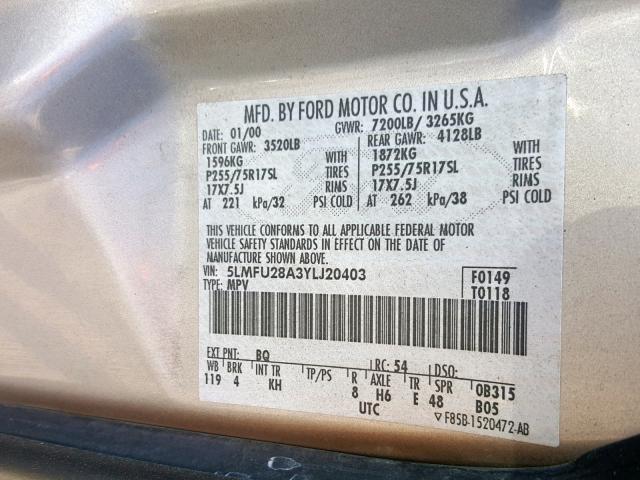 MFD. BY FORD MOTOR CO. IN U.S.A.
DATE: 01/00 GVWR: 7200LB/ 3265KG
FRONT GAWR: 3520LB REAR GAWR: 4128LB
1596KG WITH 1872KG WITH
P255/75R17SL TIRES P255/75R17SL TIRES
17X7.5J RIMS 17X7.5J RIMS
AT 221 kPa/32 PSI COLD AT 262 kPa/38 PSI COLD
THIS VEHICLE CONFORMS TO ALL APPLICABLE FEDERAL MOTOR
VEHICLE SAFETY STANDARDS IN EFFECT ON THE DATE OF
MANUFACTURE SHOWN ABOVE.
VIN: 5LMFU28A3YLJ20403 F0149
TYPE: MPV T0118
EXT PNT: BQ RC: 54 DSO:
WB BRK INT TR TP/PS R AXLE TR SPR 0B315
119 4 KH 8 H6 E 48 B05
UTC ▽F85B-1520472-AB